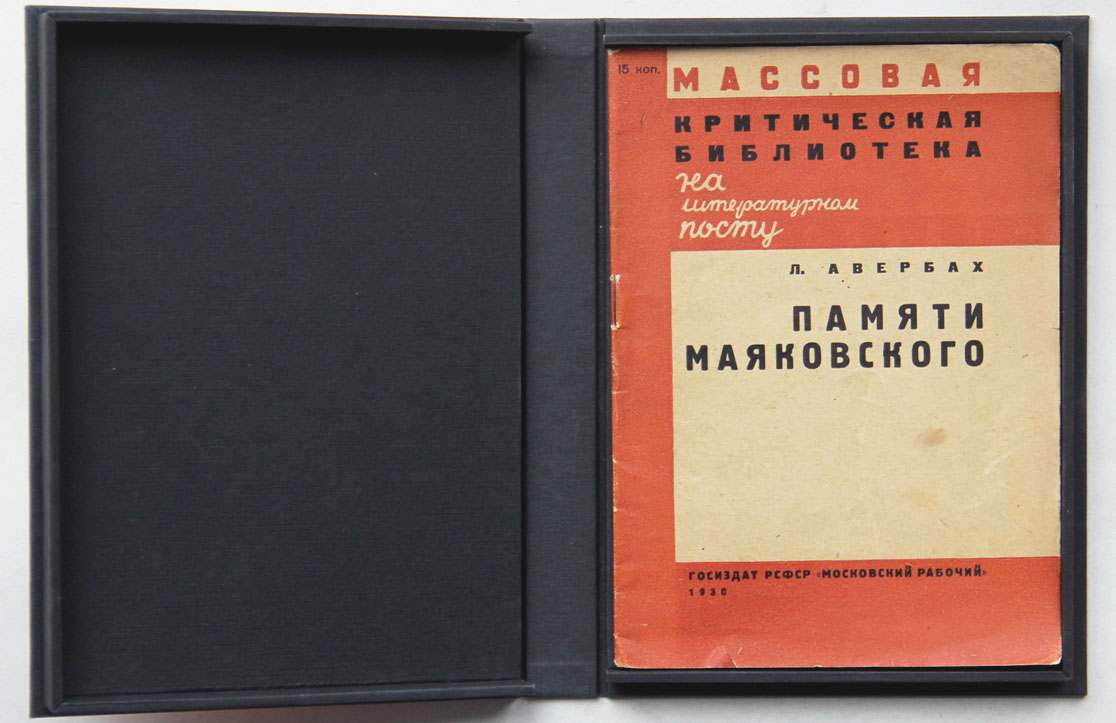 15 коп.
МАССОВАЯ
КРИТИЧЕСКАЯ
БИБЛИОТЕКА
на
литературном
посту
Л. АВЕРБАХ
ПАМЯТИ
МАЯКОВСКОГО
ГОСИЗДАТ РСФСР «МОСКОВСКИЙ РАБОЧИЙ»
1930